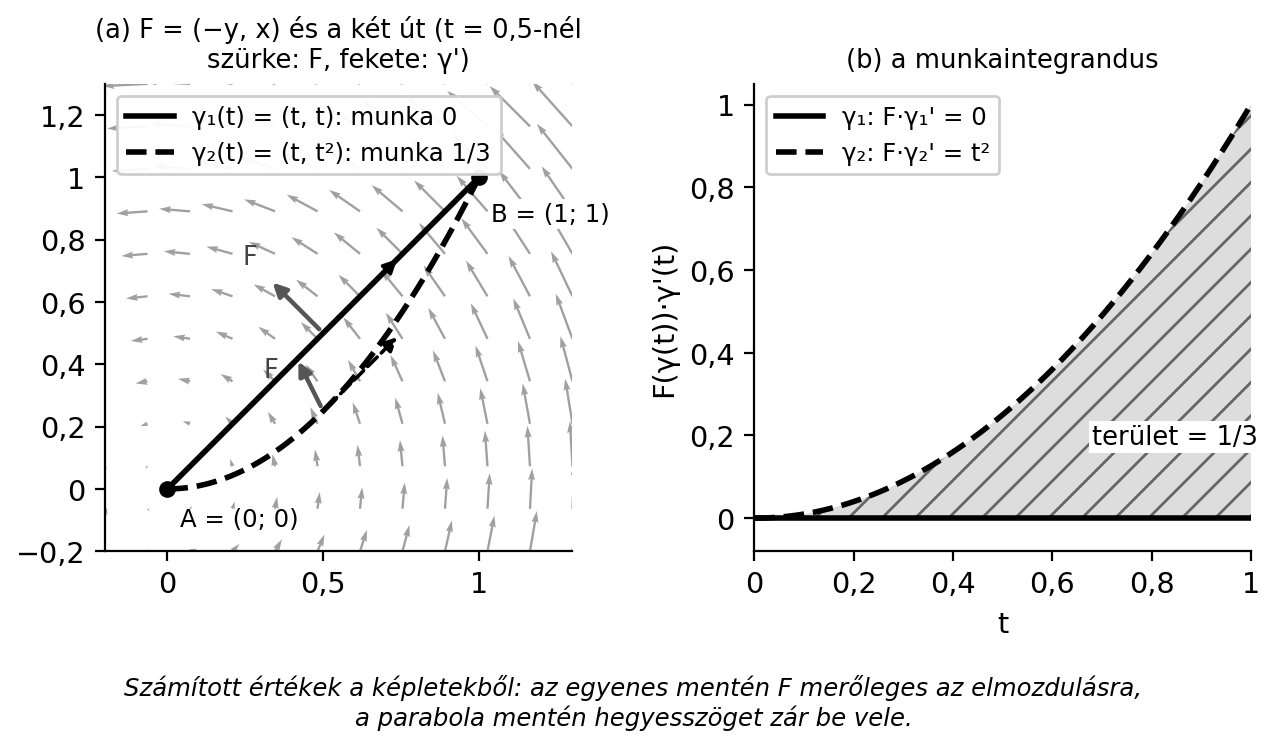 (a) F = (−y, x) és a két út (t = 0,5-nél
szürke: F, fekete: γ')
γ₁(t) = (t, t): munka 0
γ₂(t) = (t, t²): munka 1/3
1,2
1
0,8
0,6
0,4
0,2
0
−0,2
0
0,5
1
F
F
A = (0; 0)
B = (1; 1)
(b) a munkaintegrandus
γ₁: F·γ₁' = 0
γ₂: F·γ₂' = t²
F(γ(t))·γ'(t)
1
0,8
0,6
0,4
0,2
0
terület = 1/3
0
0,2
0,4
0,6
0,8
1
t
Számított értékek a képletekből: az egyenes mentén F merőleges az elmozdulásra,
a parabola mentén hegyesszöget zár be vele.